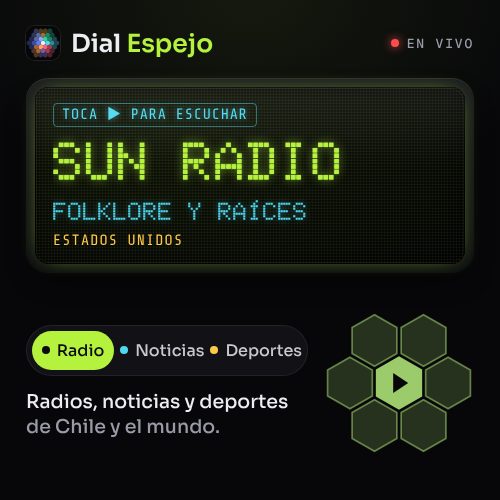 Dial Espejo
EN VIVO
TOCA ▶ PARA ESCUCHAR
SUN RADIO
FOLKLORE Y RAÍCES
ESTADOS UNIDOS
Radio Noticias Deportes
Radios, noticias y deportes
de Chile y el mundo.